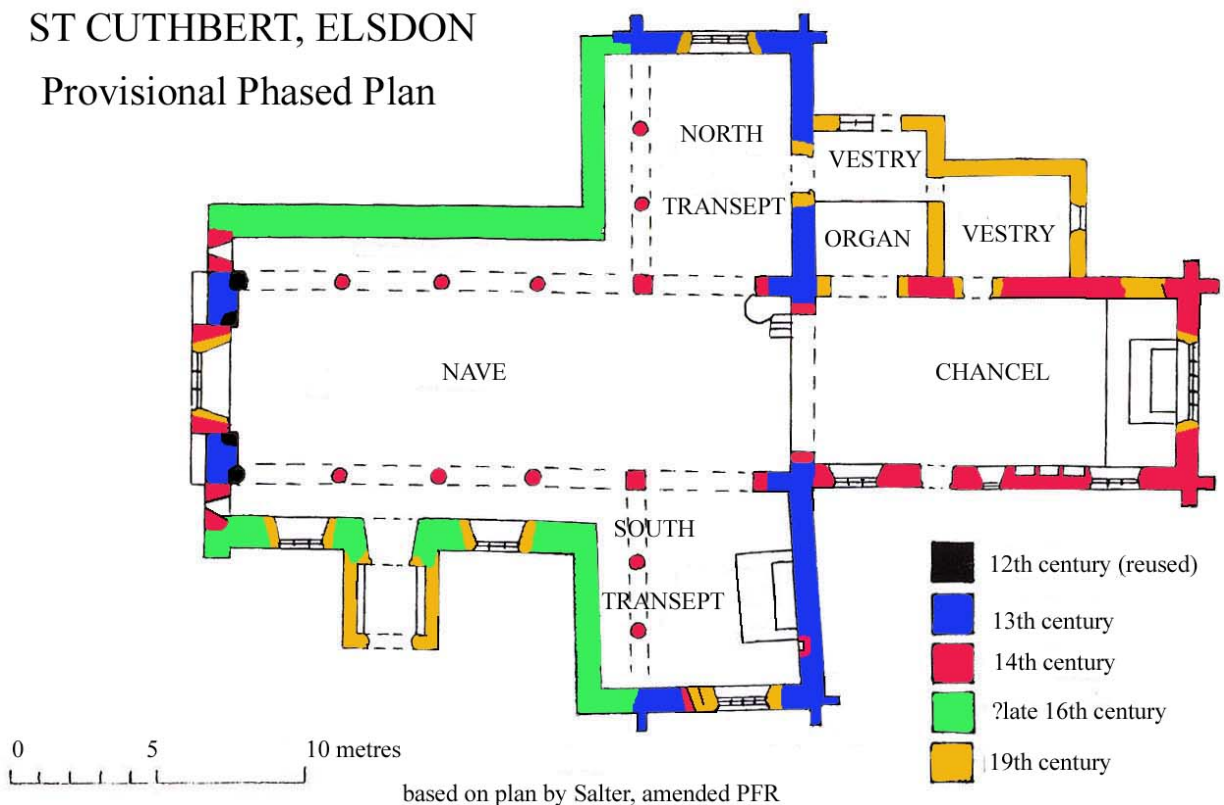 ST CUTHBERT, ELSDON
Provisional Phased Plan
NORTH
TRANSEPT
VESTRY
ORGAN
VESTRY
NAVE
CHANCEL
SOUTH
TRANSEPT
12th century (reused)
13th century
14th century
?late 16th century
19th century
0 5 10 metres
based on plan by Salter, amended PFR